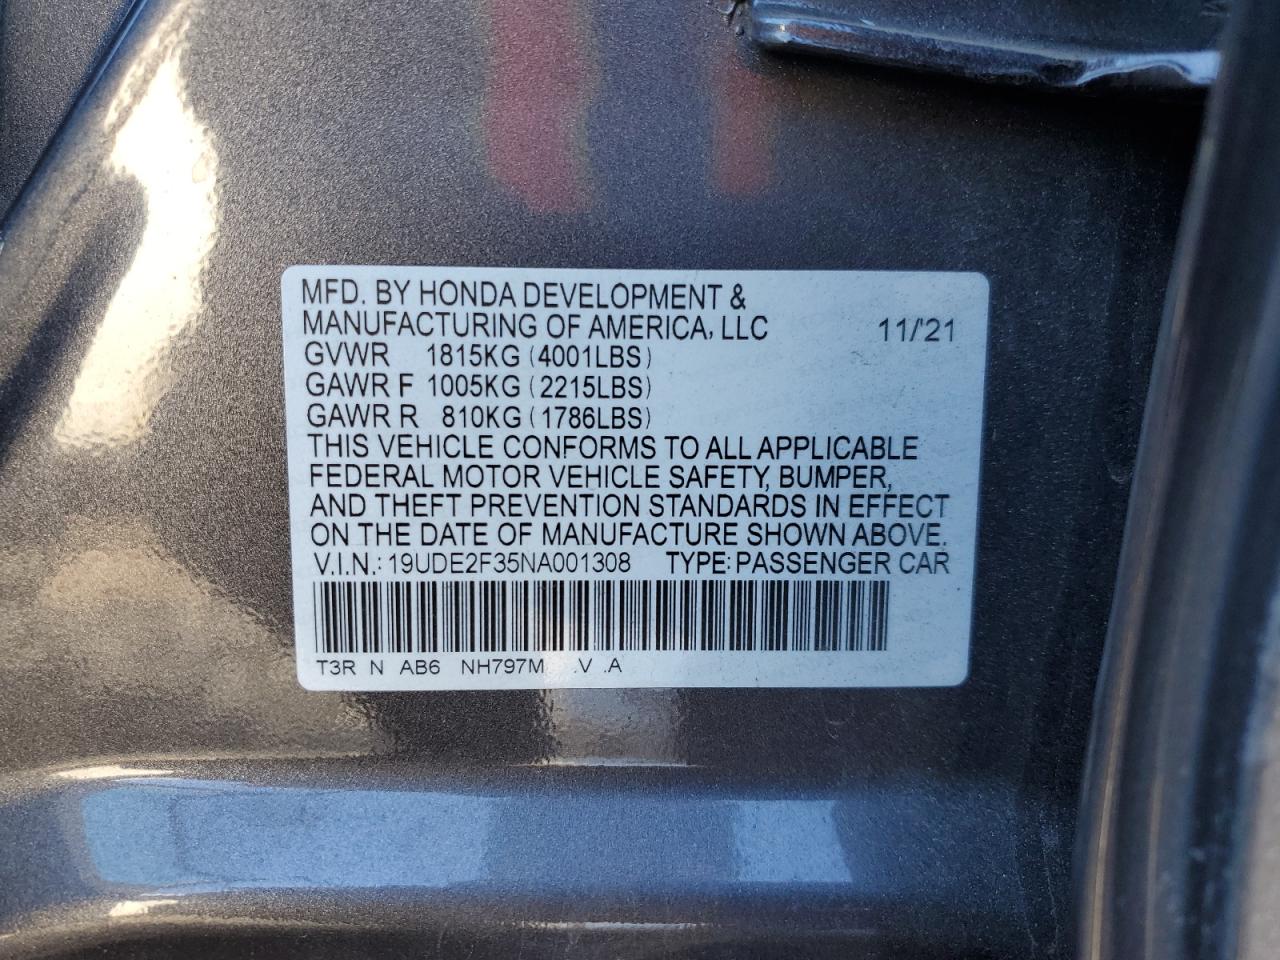 MFD. BY HONDA DEVELOPMENT &
MANUFACTURING OF AMERICA, LLC 11/'21
GVWR 1815KG (4001LBS)
GAWR F 1005KG (2215LBS)
GAWR R 810KG (1786LBS)
THIS VEHICLE CONFORMS TO ALL APPLICABLE
FEDERAL MOTOR VEHICLE SAFETY, BUMPER,
AND THEFT PREVENTION STANDARDS IN EFFECT
ON THE DATE OF MANUFACTURE SHOWN ABOVE.
V.I.N.: 19UDE2F35NA001308 TYPE: PASSENGER CAR
T3R N AB6 NH797M .V .A